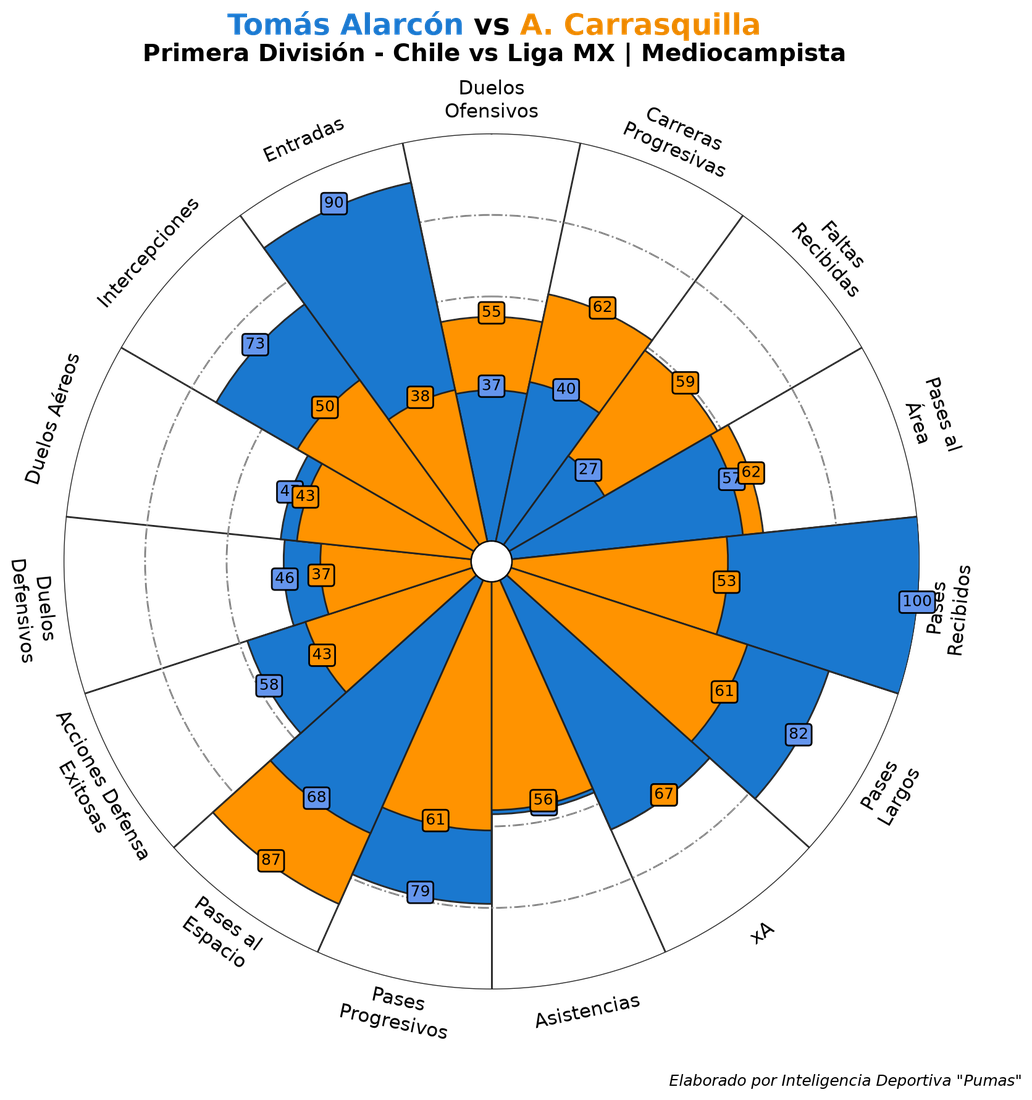 Tomás Alarcón vs A. Carrasquilla
Primera División - Chile vs Liga MX | Mediocampista
Duelos
Ofensivos
Carreras
Progresivas
Faltas
Recibidas
Pases al
Área
Pases
Recibidos
Pases
Largos
xA
Asistencias
Pases
Progresivos
Pases al
Espacio
Acciones Defensa
Exitosas
Duelos
Defensivos
Duelos Aéreos
Intercepciones
Entradas
55
37
62
40
59
27
57
62
100
53
82
61
67
56
79
61
87
68
58
43
46
37
43
73
50
90
38
Elaborado por Inteligencia Deportiva "Pumas"